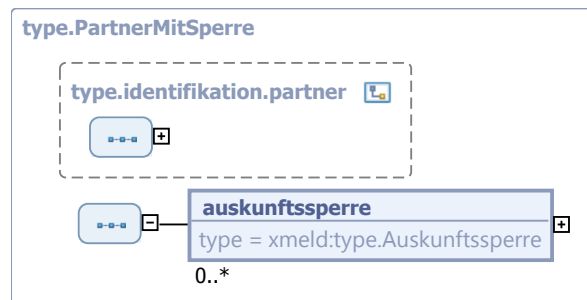 type.PartnerMitSperre
type.identifikation.partner
auskunftssperre
type = xmeld:type.Auskunftssperre
0..*